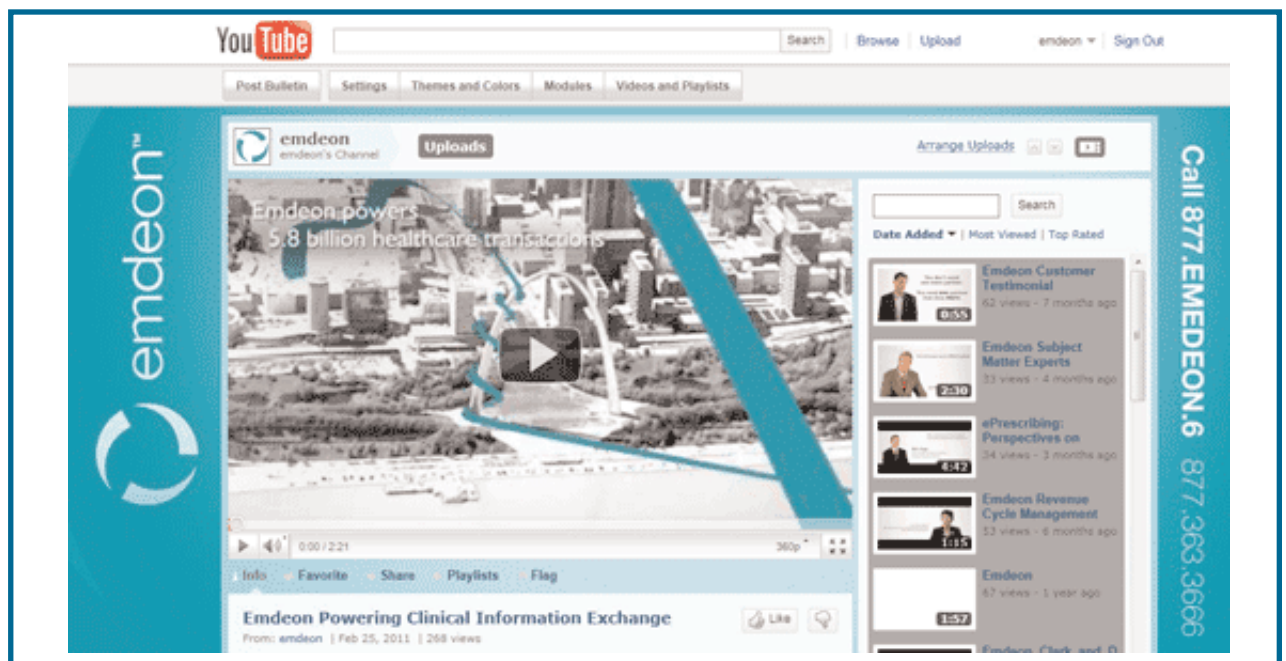 You Tube
Search
Browse
Upload
emdeon
Sign Out
Post Bulletin
Settings
Themes and Colors
Modules
Videos and Playlists
emdeon™
emdeon
emdeon's Channel
Uploads
Arrange Uploads
Emdeon powers
5.8 billion healthcare transactions
Search
Date Added | Most Viewed | Top Rated
Emdeon Customer
Testimonial
62 views - 7 months ago
0:55
Emdeon Subject
Matter Experts
33 views - 4 months ago
2:30
ePrescribing:
Perspectives on
34 views - 3 months ago
4:42
Emdeon Revenue
Cycle Management
53 views - 6 months ago
1:15
Emdeon
67 views - 1 year ago
1:57
Emdeon Clerk and D
0:00 / 2:21
360p
Info
Favorite
Share
Playlists
Flag
Emdeon Powering Clinical Information Exchange
Like
From: emdeon | Feb 25, 2011 | 268 views
Call 877.EMEDEON.6 877.363.3666